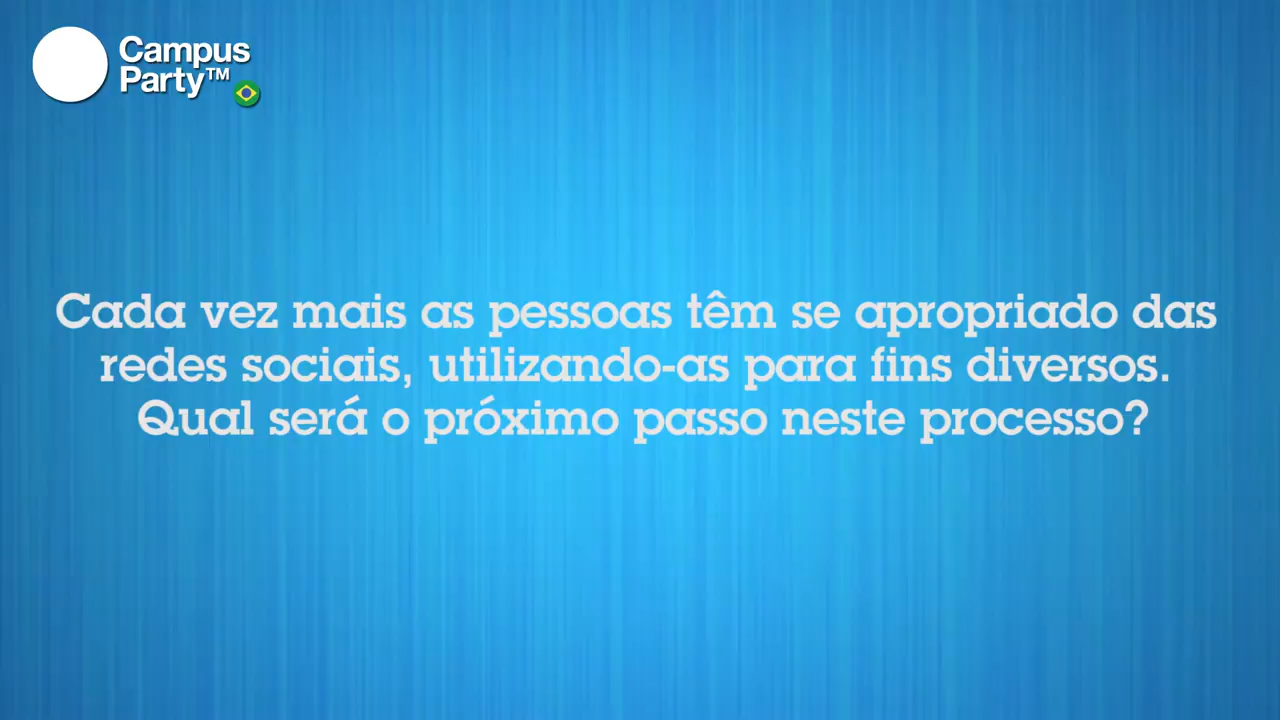 Campus
Party™
Cada vez mais as pessoas têm se apropriado das
redes sociais, utilizando-as para fins diversos.
Qual será o próximo passo neste processo?